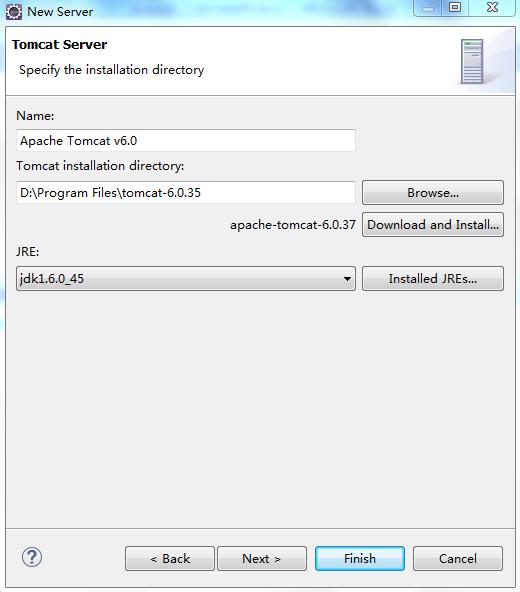 New Server
Tomcat Server
Specify the installation directory
Name:
Apache Tomcat v6.0
Tomcat installation directory:
D:\Program Files\tomcat-6.0.35
Browse...
apache-tomcat-6.0.37
Download and Install...
JRE:
jdk1.6.0_45
Installed JREs...
?
< Back
Next >
Finish
Cancel